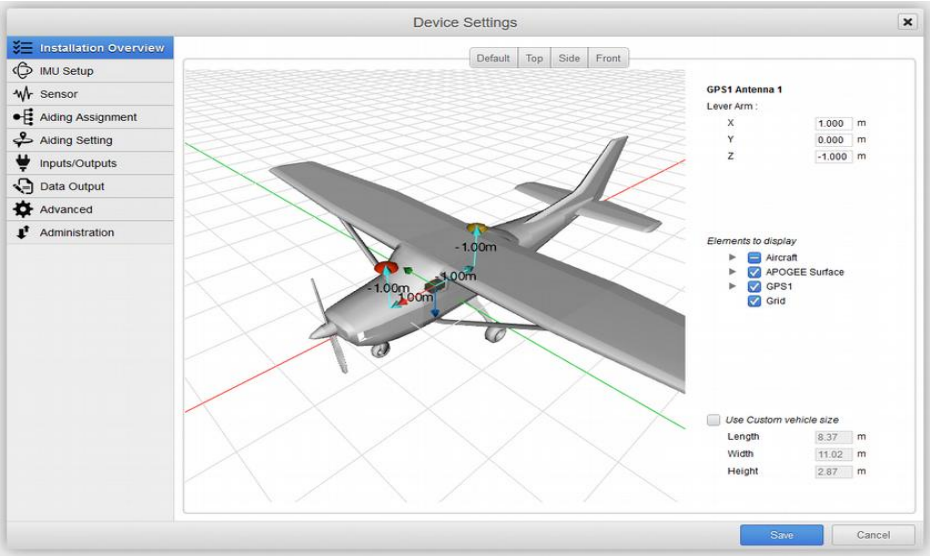 Device Settings
Installation Overview
IMU Setup
Sensor
Aiding Assignment
Aiding Setting
Inputs/Outputs
Data Output
Advanced
Administration
Default Top Side Front
-1.00m
1.00m
-1.00m
1.00m
GPS1 Antenna 1
Lever Arm :
X 1.000 m
Y 0.000 m
Z -1.000 m
Elements to display
Aircraft
APOGEE Surface
GPS1
Grid
Use Custom vehicle size
Length 8.37 m
Width 11.02 m
Height 2.87 m
Save Cancel